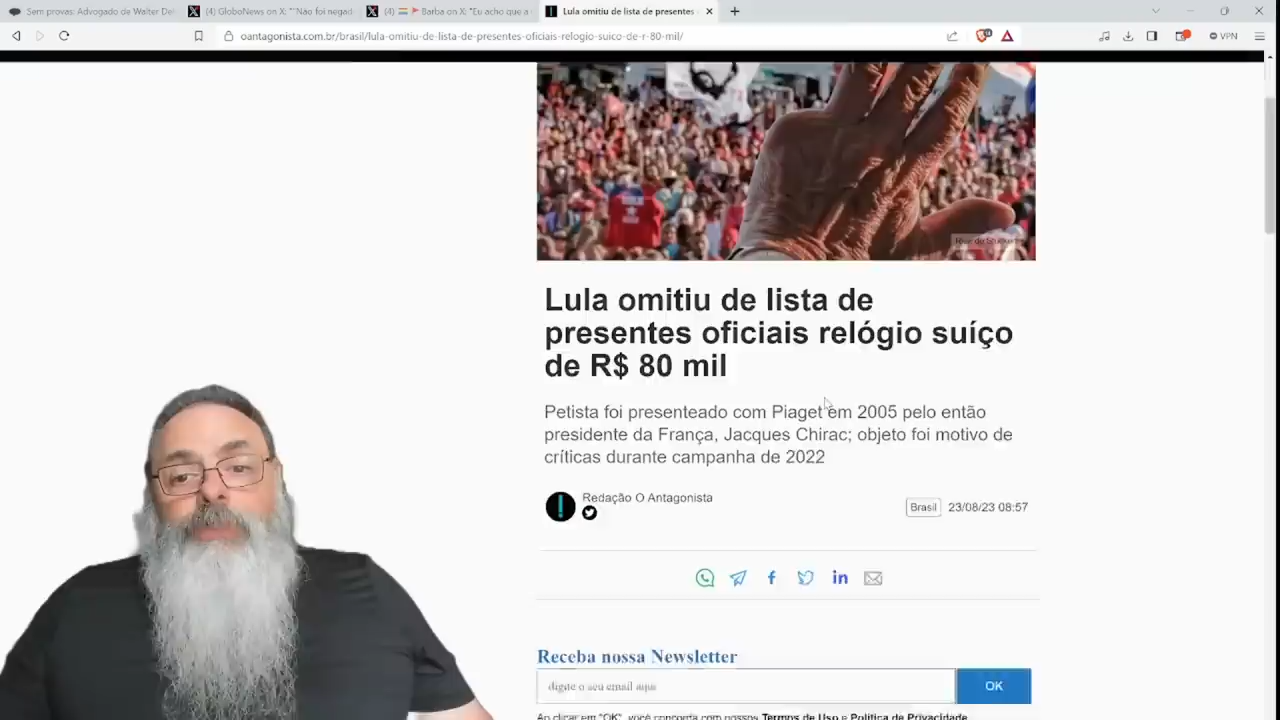 Sem provas: Advogado de Walter Del
(4) GloboNews on X: "'Não foi negad
(4) Barba on X: "Eu acho que a
Lula omitiu de lista de presentes
oantagonista.com.br/brasil/lula-omitiu-de-lista-de-presentes-oficiais-relogio-suico-de-r-80-mil/
VPN
Lula omitiu de lista de
presentes oficiais relógio suíço
de R$ 80 mil
Petista foi presenteado com Piaget em 2005 pelo então
presidente da França, Jacques Chirac; objeto foi motivo de
críticas durante campanha de 2022
Redação O Antagonista
Brasil 23/08/23 08:57
Receba nossa Newsletter
digite o seu email aqui
OK
Ao clicar em "OK", você concorda com nossos Termos de Uso e Política de Privacidade